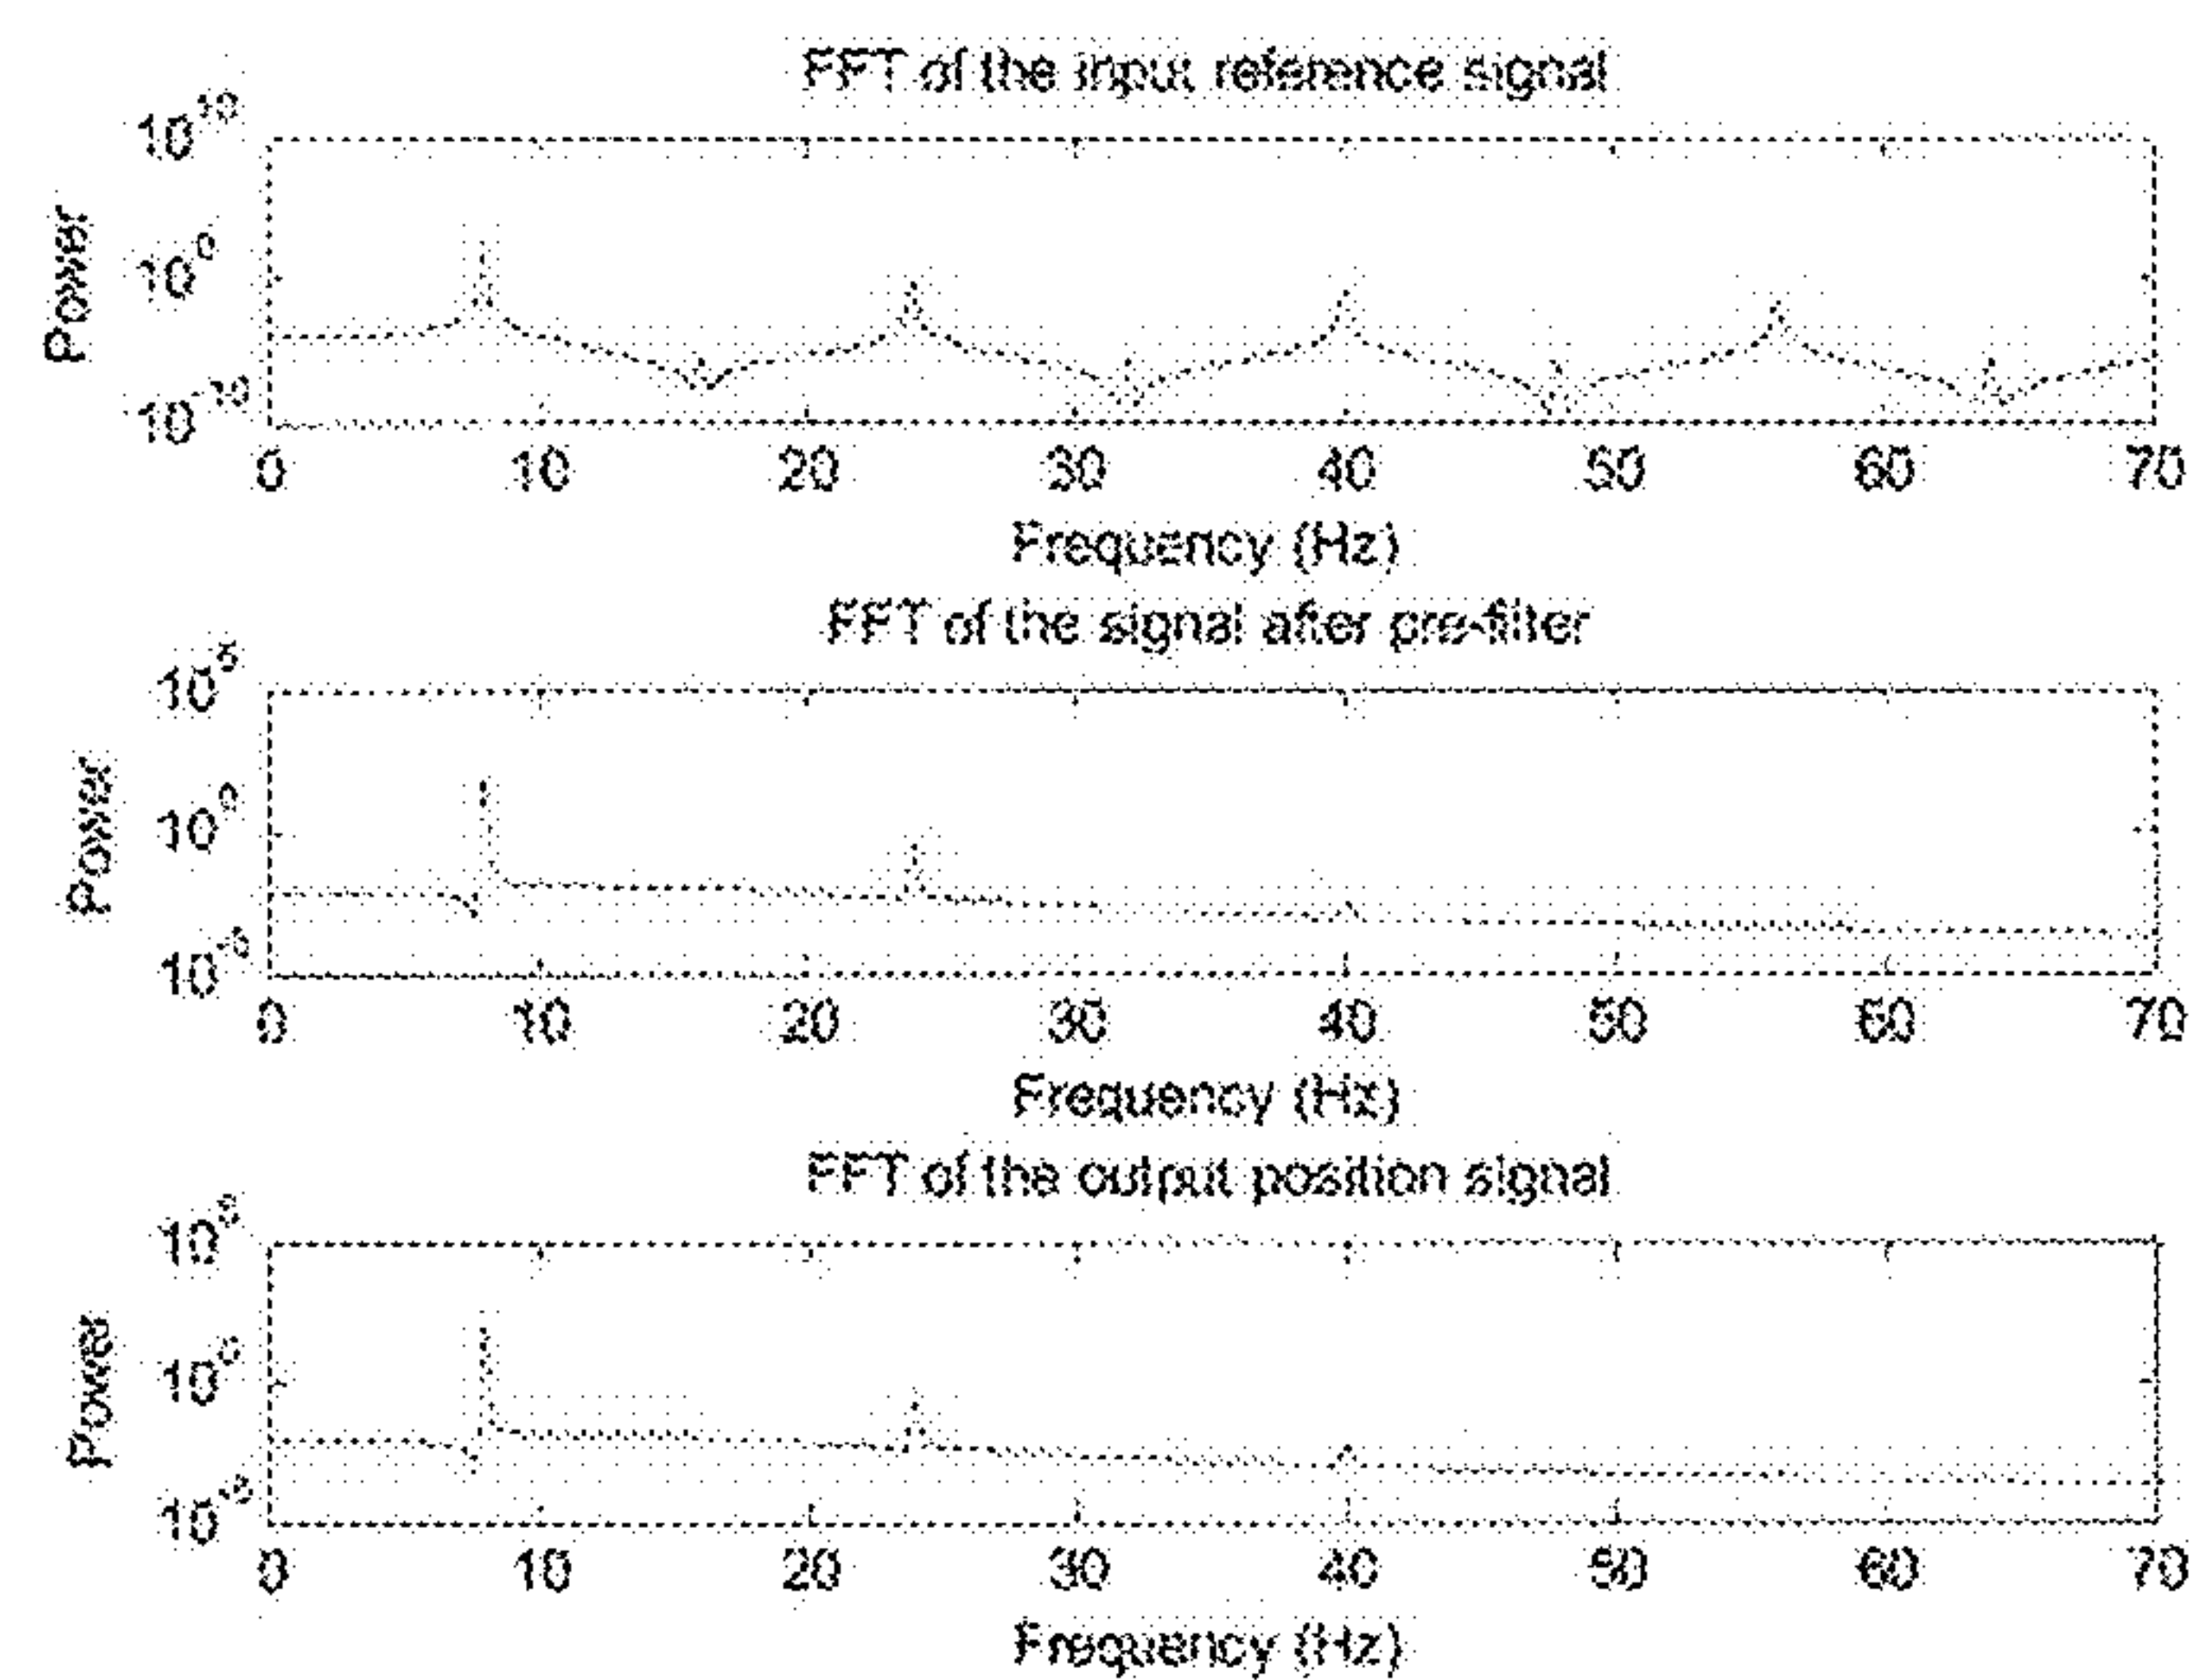 FFT of the input reference signal
10^10
10^0
10^-10
Power
0 10 20 30 40 50 60 70
Frequency (Hz)
FFT of the signal after pre-filter
10^5
10^0
10^-5
Power
0 10 20 30 40 50 60 70
Frequency (Hz)
FFT of the output position signal
10^5
10^0
10^-5
Power
0 10 20 30 40 50 60 70
Frequency (Hz)